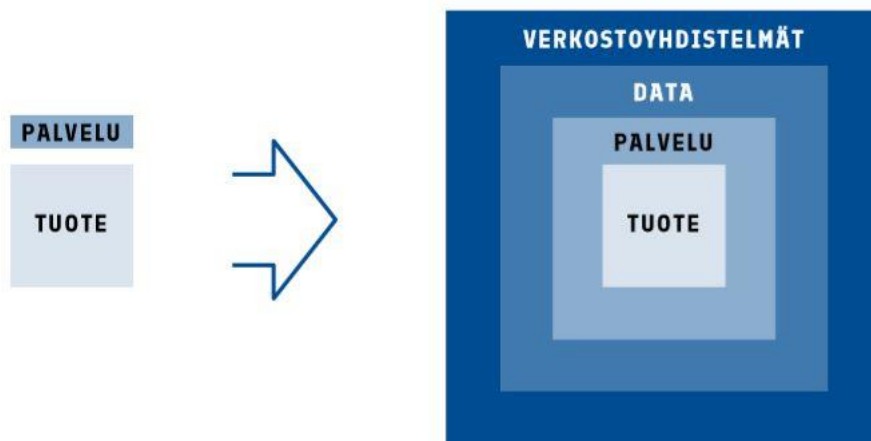 PALVELU
TUOTE
VERKOSTOYHDISTELMÄT
DATA
PALVELU
TUOTE